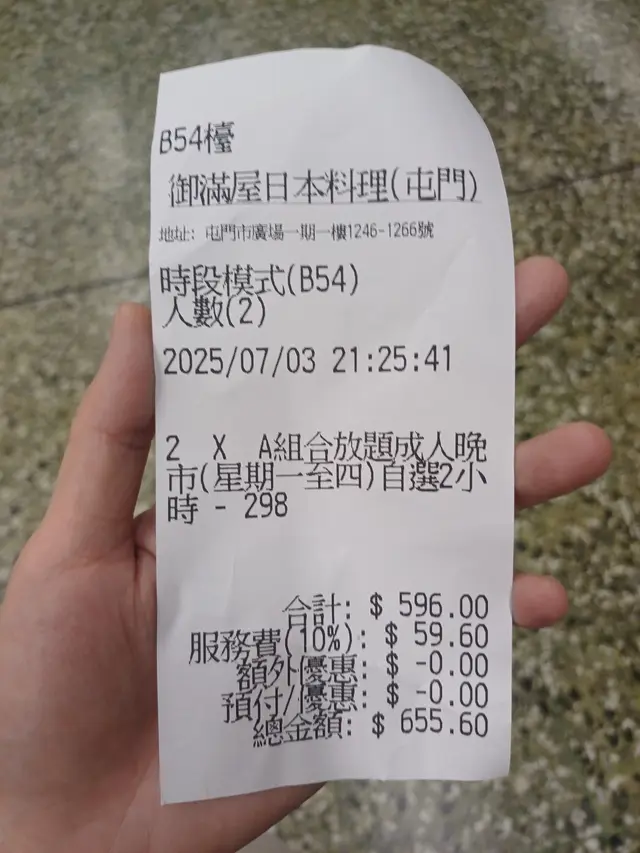 B54檯
御滿屋日本料理(屯門)
地址: 屯門市廣場一期一樓1246-1266號
時段模式(B54)
人數(2)
2025/07/03 21:25:41
2 X A組合放題成人晚
市(星期一至四)自選2小
時 - 298
合計: $ 596.00
服務費(10%): $ 59.60
額外優惠: $ -0.00
預付/優惠: $ -0.00
總金額: $ 655.60